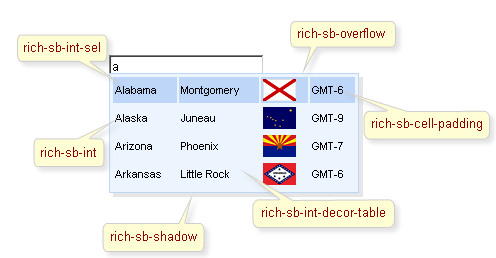 rich-sb-overflow
rich-sb-int-sel
a
Alabama Montgomery GMT-6
Alaska Juneau GMT-9
rich-sb-cell-padding
Arizona Phoenix GMT-7
rich-sb-int
Arkansas Little Rock GMT-6
rich-sb-int-decor-table
rich-sb-shadow